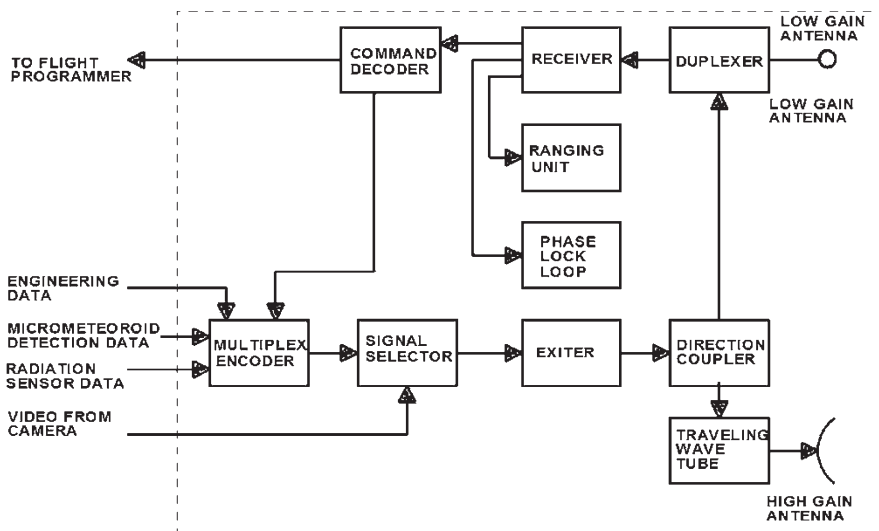 LOW GAIN
ANTENNA
TO FLIGHT
PROGRAMMER
COMMAND
DECODER
RECEIVER
DUPLEXER
LOW GAIN
ANTENNA
RANGING
UNIT
PHASE
LOCK
LOOP
ENGINEERING
DATA
MICROMETEOROID
DETECTION DATA
RADIATION
SENSOR DATA
VIDEO FROM
CAMERA
MULTIPLEX
ENCODER
SIGNAL
SELECTOR
EXITER
DIRECTION
COUPLER
TRAVELING
WAVE
TUBE
HIGH GAIN
ANTENNA